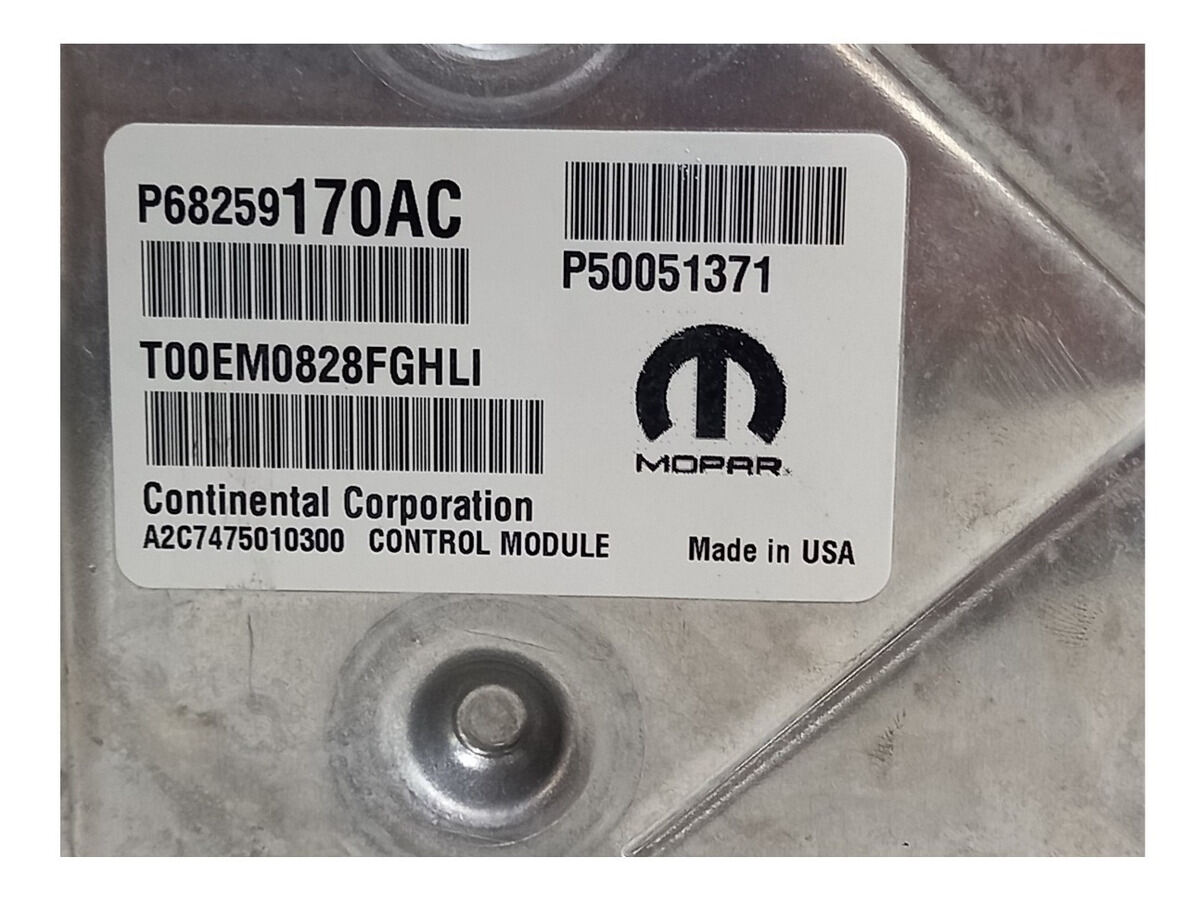 P68259170AC
T00EM0828FGHLI
Continental Corporation
A2C7475010300 CONTROL MODULE
P50051371
MOPAR
Made in USA